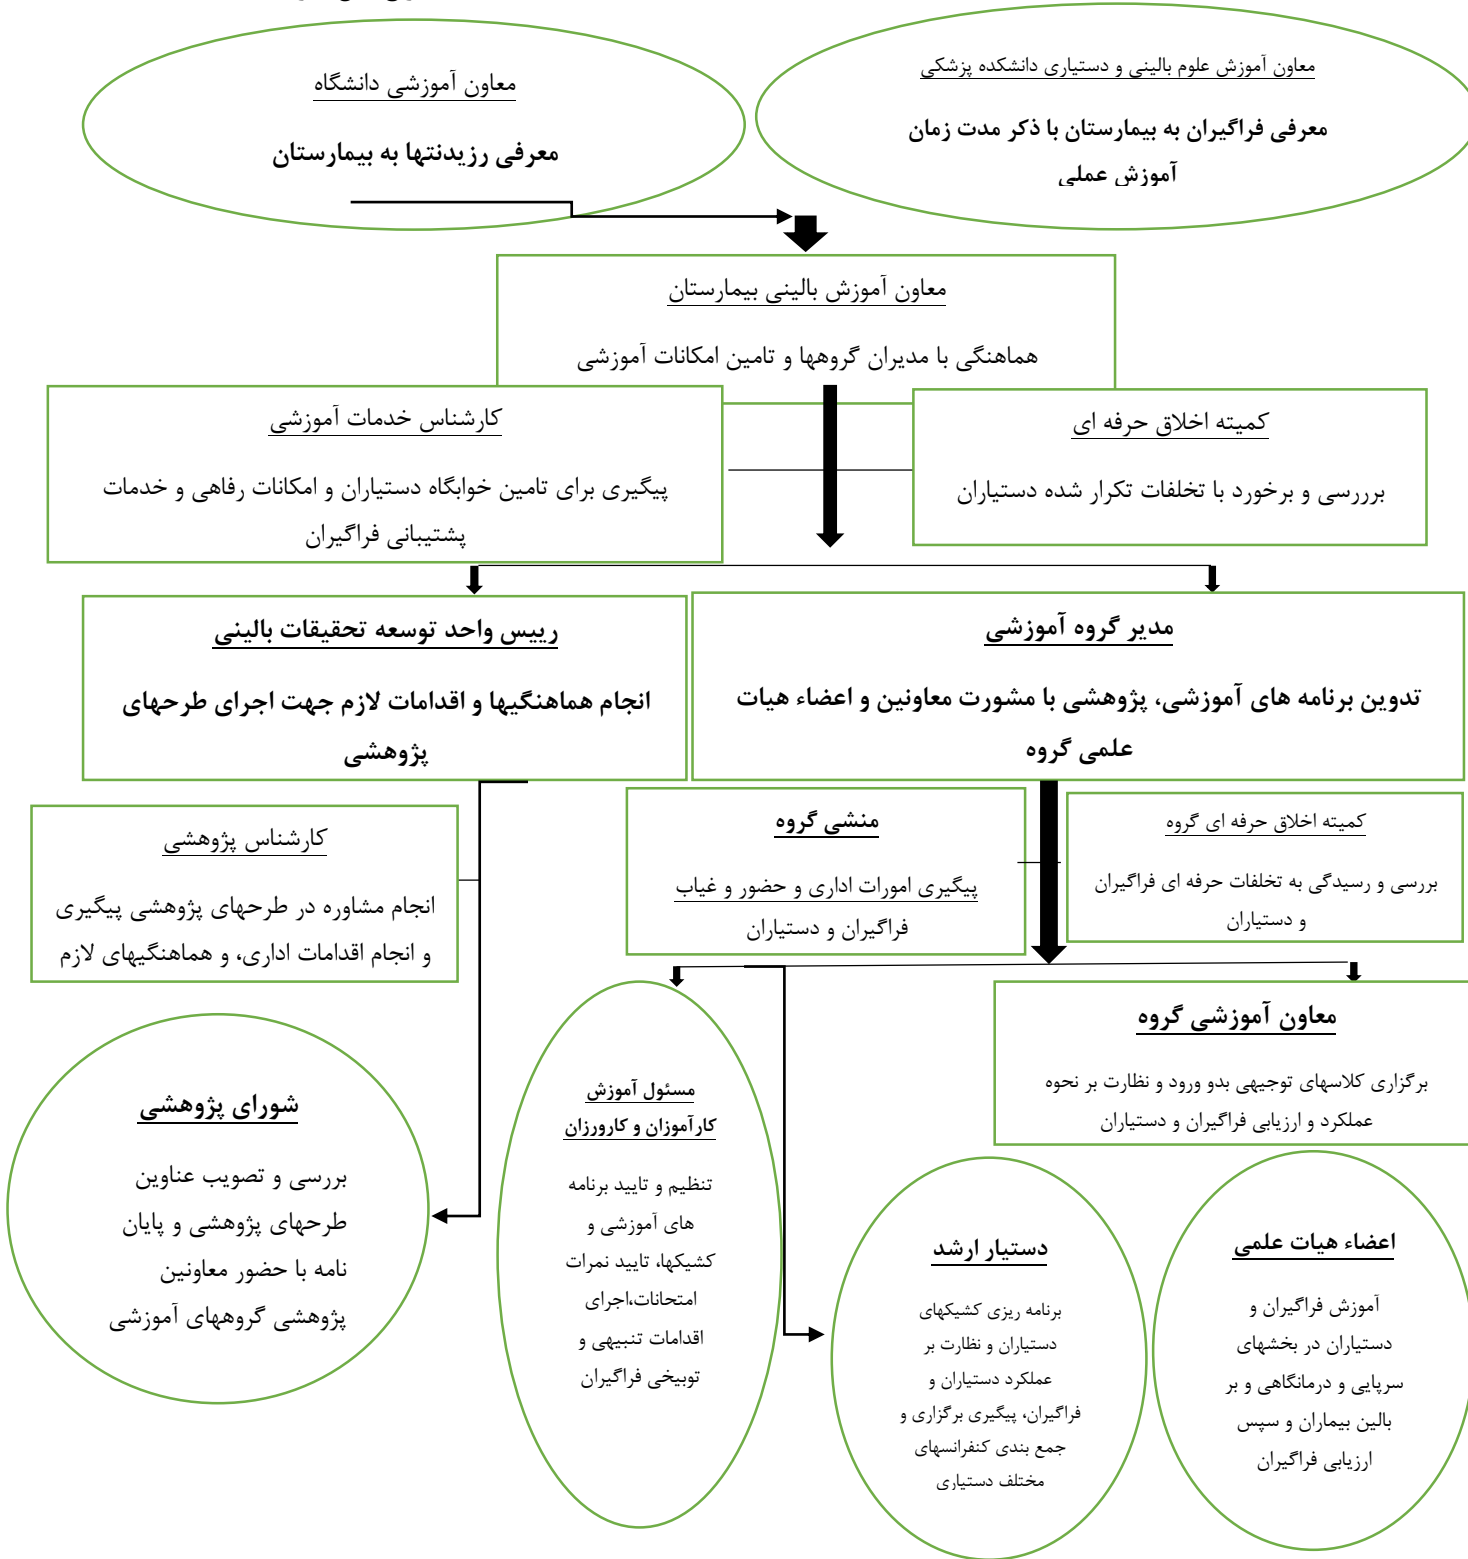 معاون آموزش علوم بالینی و دستیاری دانشکده پزشکی
معرفی فراگیران به بیمارستان با ذکر مدت زمان
آموزش عملی
معاون آموزشی دانشگاه
معرفی رزیدنتها به بیمارستان
معاون آموزش بالینی بیمارستان
هماهنگی با مدیران گروهها و تامین امکانات آموزشی
کمیته اخلاق حرفه ای
برررسی و برخورد با تخلفات تکرار شده دستیاران
کارشناس خدمات آموزشی
پیگیری برای تامین خوابگاه دستیاران و امکانات رفاهی و خدمات
پشتیبانی فراگیران
مدیر گروه آموزشی
تدوین برنامه های آموزشی، پژوهشی با مشورت معاونین و اعضاء هیات
علمی گروه
رییس واحد توسعه تحقیقات بالینی
انجام هماهنگیها و اقدامات لازم جهت اجرای طرحهای
پژوهشی
کمیته اخلاق حرفه ای گروه
بررسی و رسیدگی به تخلفات حرفه ای فراگیران
و دستیاران
منشی گروه
پیگیری امورات اداری و حضور و غیاب
فراگیران و دستیاران
کارشناس پژوهشی
انجام مشاوره در طرحهای پژوهشی پیگیری
و انجام اقدامات اداری، و هماهنگیهای لازم
معاون آموزشی گروه
برگزاری کلاسهای توجیهی بدو ورود و نظارت بر نحوه
عملکرد و ارزیابی فراگیران و دستیاران
مسئول آموزش
کارآموزان و کارورزان
تنظیم و تایید برنامه
های آموزشی و
کشیکها، تایید نمرات
امتحانات،اجرای
اقدامات تنبیهی و
توبیخی فراگیران
شورای پژوهشی
بررسی و تصویب عناوین
طرحهای پژوهشی و پایان
نامه با حضور معاونین
پژوهشی گروههای آموزشی
اعضاء هیات علمی
آموزش فراگیران و
دستیاران در بخشهای
سرپایی و درمانگاهی و بر
بالین بیماران و سپس
ارزیابی فراگیران
دستیار ارشد
برنامه ریزی کشیکهای
دستیاران و نظارت بر
عملکرد دستیاران و
فراگیران، پیگیری برگزاری و
جمع بندی کنفرانسهای
مختلف دستیاری